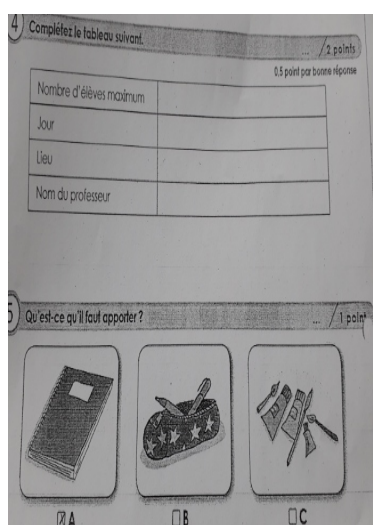 4 Complétez le tableau suivant.
... /2 points
0.5 point par bonne réponse
Nombre d'élèves maximum
Jour
Lieu
Nom du professeur
5 Qu'est-ce qu'il faut apporter ?
... /1 point
A
B
C